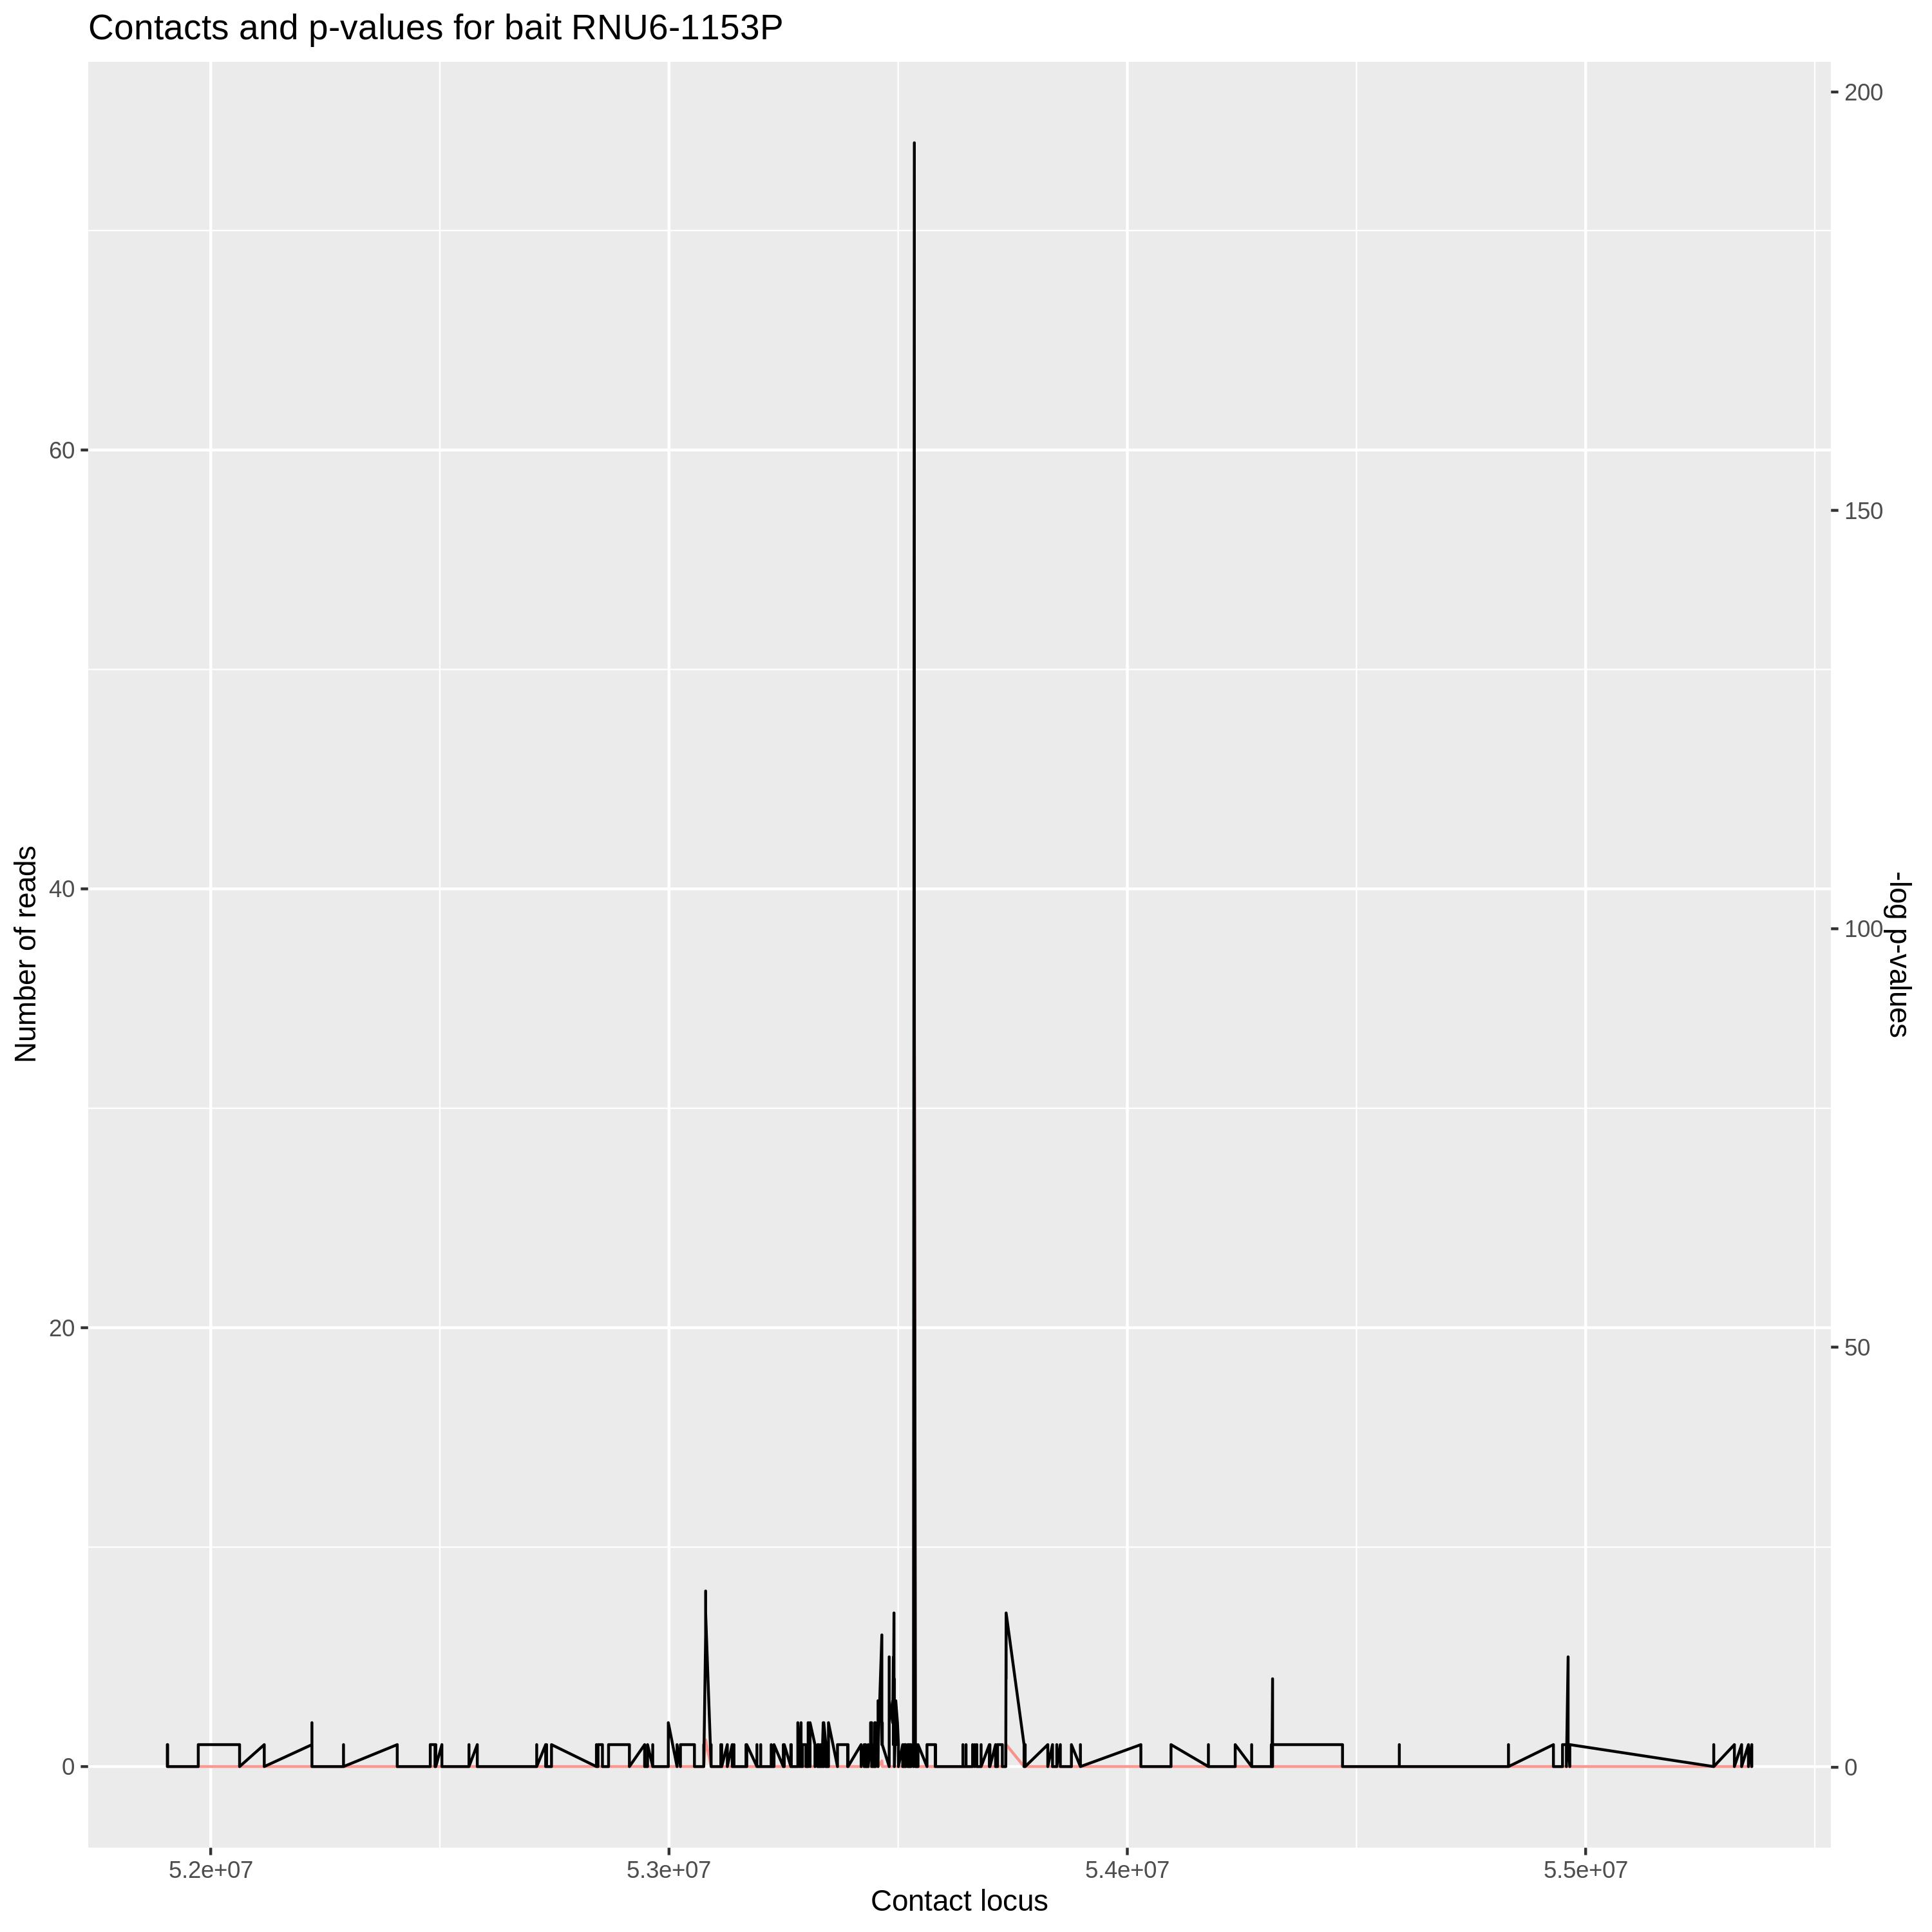 Contacts and p-values for bait RNU6-1153P
Number of reads
60
40
20
0
200
150
100
50
0
-log p-values
5.2e+07
5.3e+07
5.4e+07
5.5e+07
Contact locus